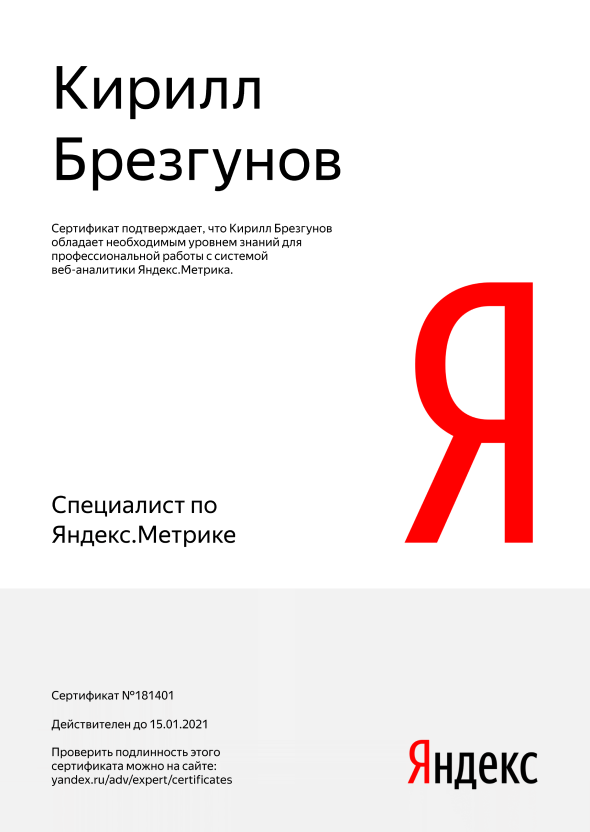 Кирилл
Брезгунов
Сертификат подтверждает, что Кирилл Брезгунов
обладает необходимым уровнем знаний для
профессиональной работы с системой
веб-аналитики Яндекс.Метрика.
Я
Специалист по
Яндекс.Метрике
Сертификат №181401
Действителен до 15.01.2021
Проверить подлинность этого
сертификата можно на сайте:
yandex.ru/adv/expert/certificates
Яндекс